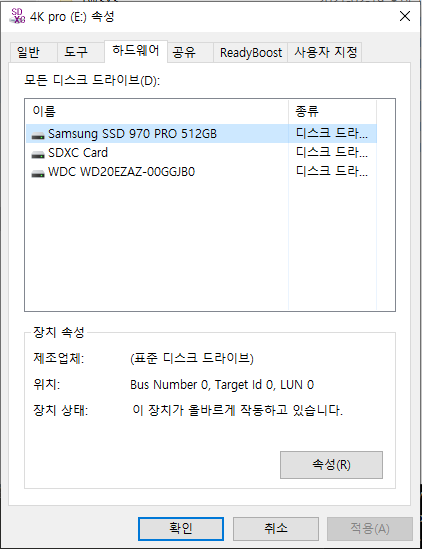 4K pro (E:) 속성
일반 도구 하드웨어 공유 ReadyBoost 사용자 지정
모든 디스크 드라이브(D):
이름 종류
Samsung SSD 970 PRO 512GB 디스크 드라...
SDXC Card 디스크 드라...
WDC WD20EZAZ-00GGJB0 디스크 드라...
장치 속성
제조업체: (표준 디스크 드라이브)
위치: Bus Number 0, Target Id 0, LUN 0
장치 상태: 이 장치가 올바르게 작동하고 있습니다.
속성(R)
확인 취소 적용(A)